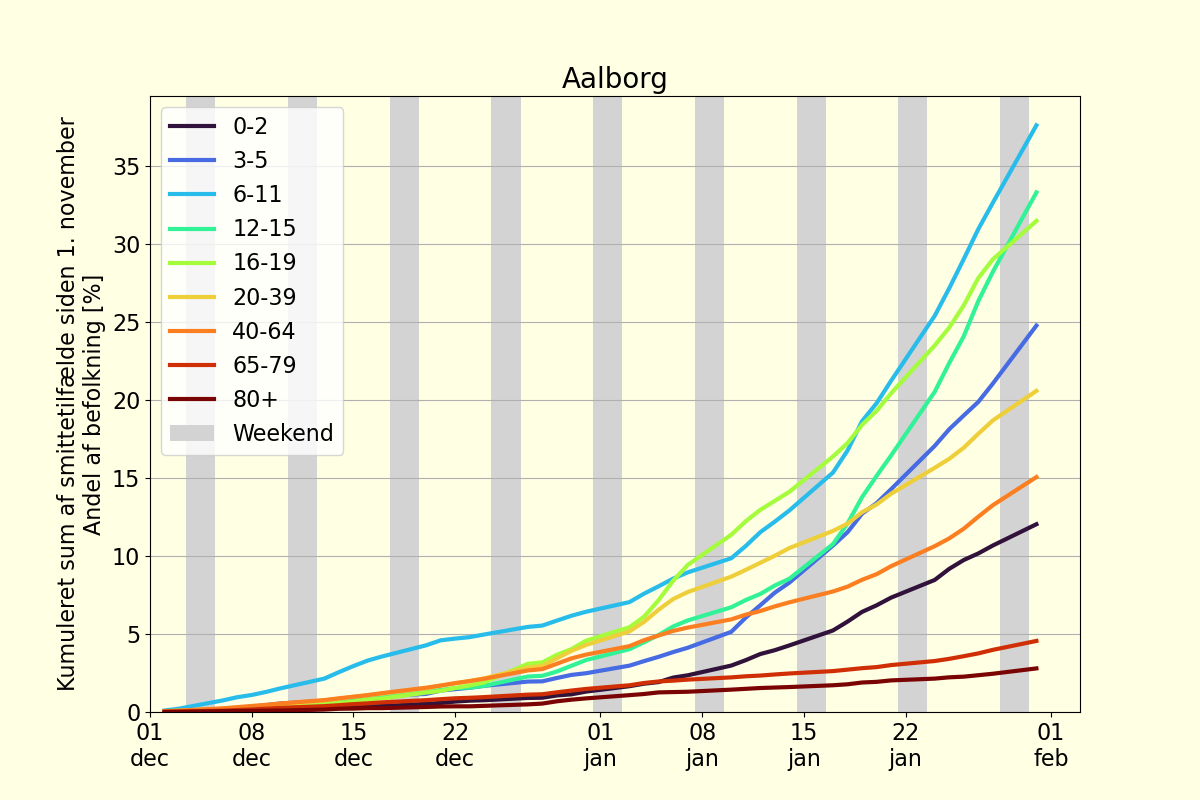 Aalborg
Kumuleret sum af smittetilfælde siden 1. november
Andel af befolkning [%]
35
30
25
20
15
10
5
0
0-2
3-5
6-11
12-15
16-19
20-39
40-64
65-79
80+
Weekend
01 08 15 22 01 08 15 22 01
dec dec dec dec jan jan jan jan feb